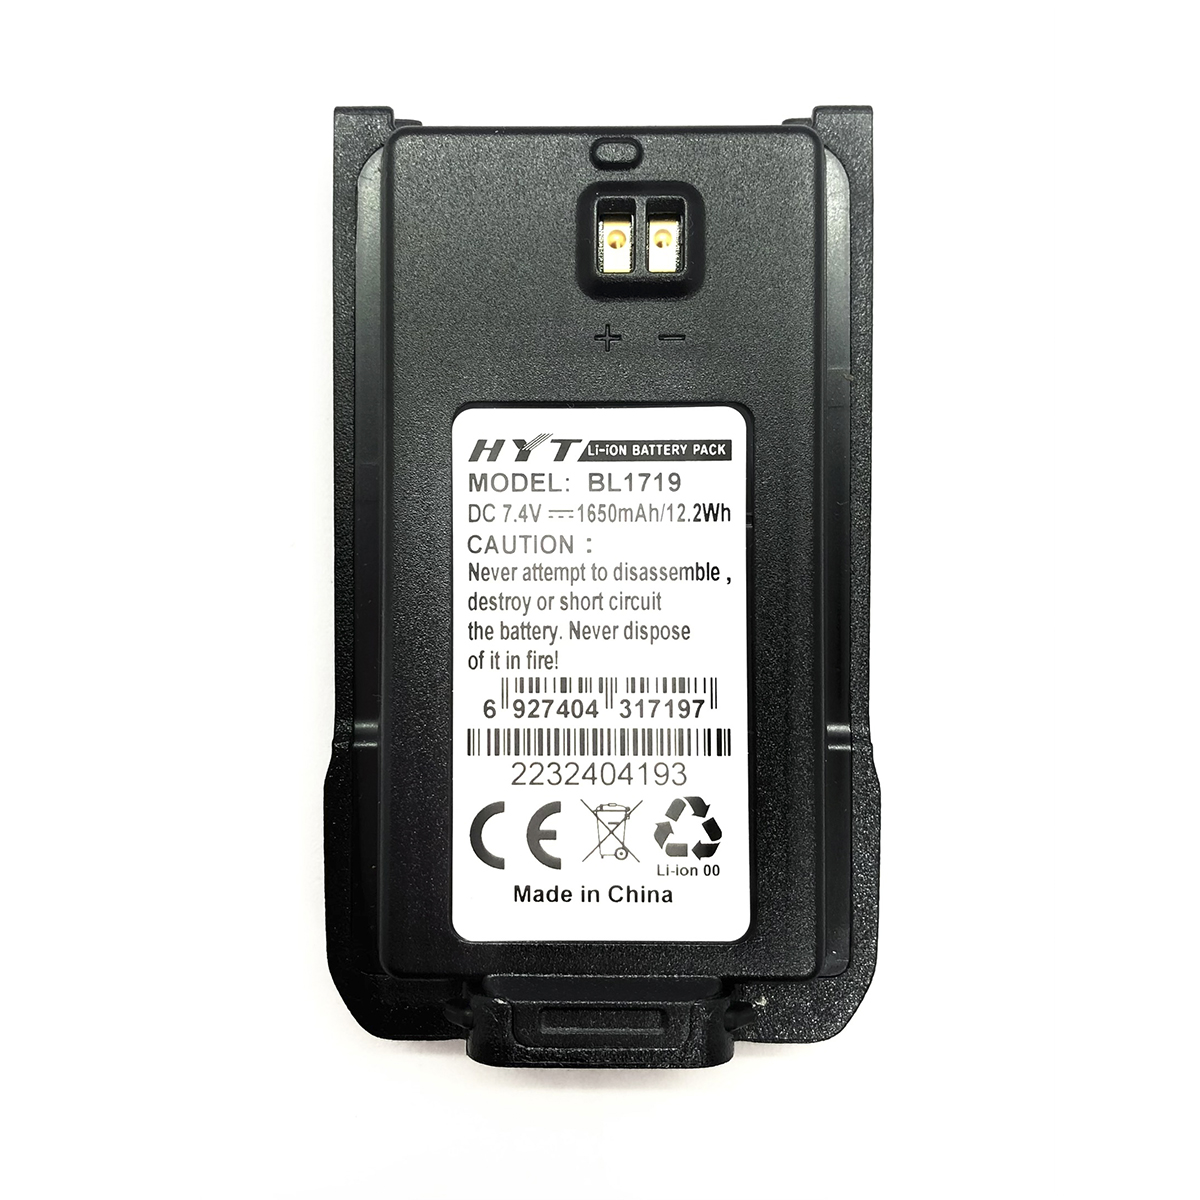 + −
HYT Li-iON BATTERY PACK
MODEL: BL1719
DC 7.4V ⎓ 1650mAh/12.2Wh
CAUTION :
Never attempt to disassemble ,
destroy or short circuit
the battery. Never dispose
of it in fire!
6 927404 317197
2232404193
CE
Li-ion 00
Made in China